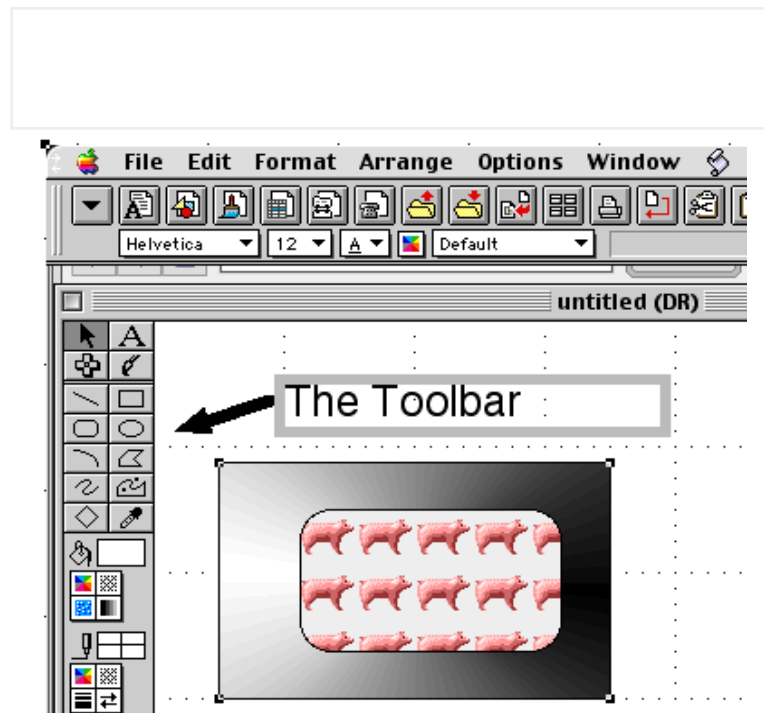 File Edit Format Arrange Options Window
Helvetica 12 A Default
untitled (DR)
A
The Toolbar